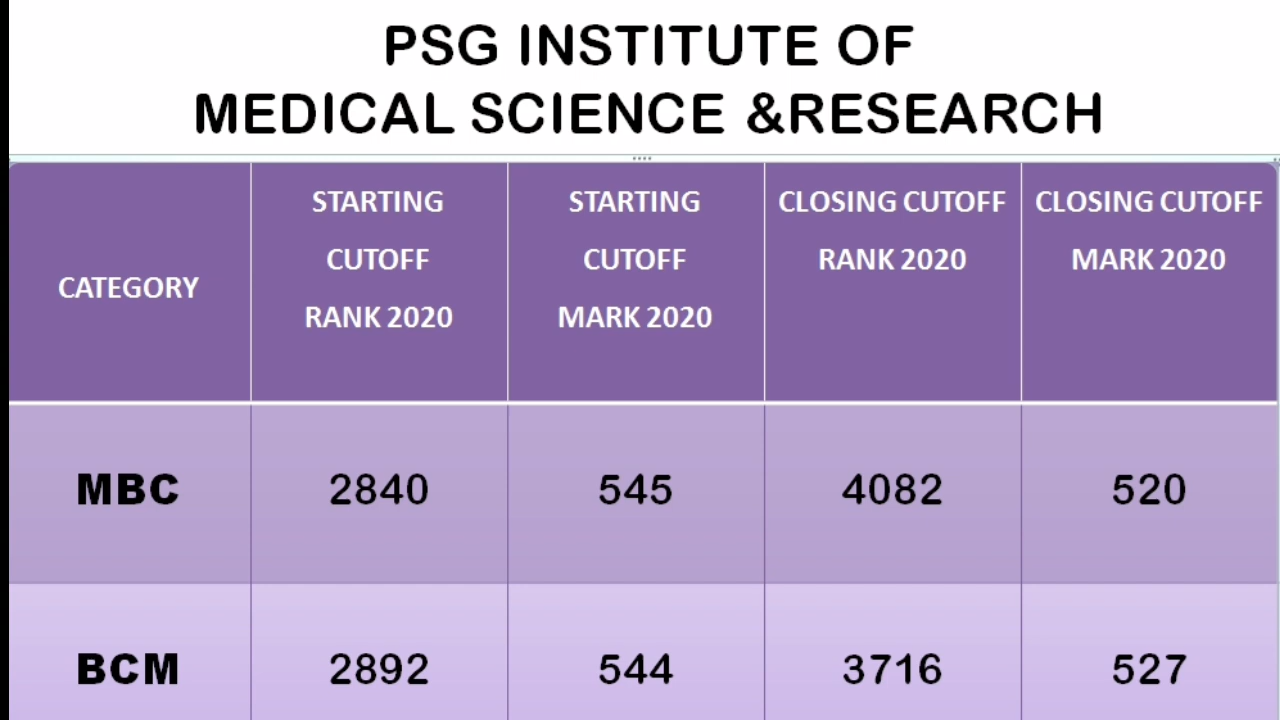 PSG INSTITUTE OF
MEDICAL SCIENCE &RESEARCH
CATEGORY
STARTING
CUTOFF
RANK 2020
STARTING
CUTOFF
MARK 2020
CLOSING CUTOFF
RANK 2020
CLOSING CUTOFF
MARK 2020
MBC 2840 545 4082 520
BCM 2892 544 3716 527